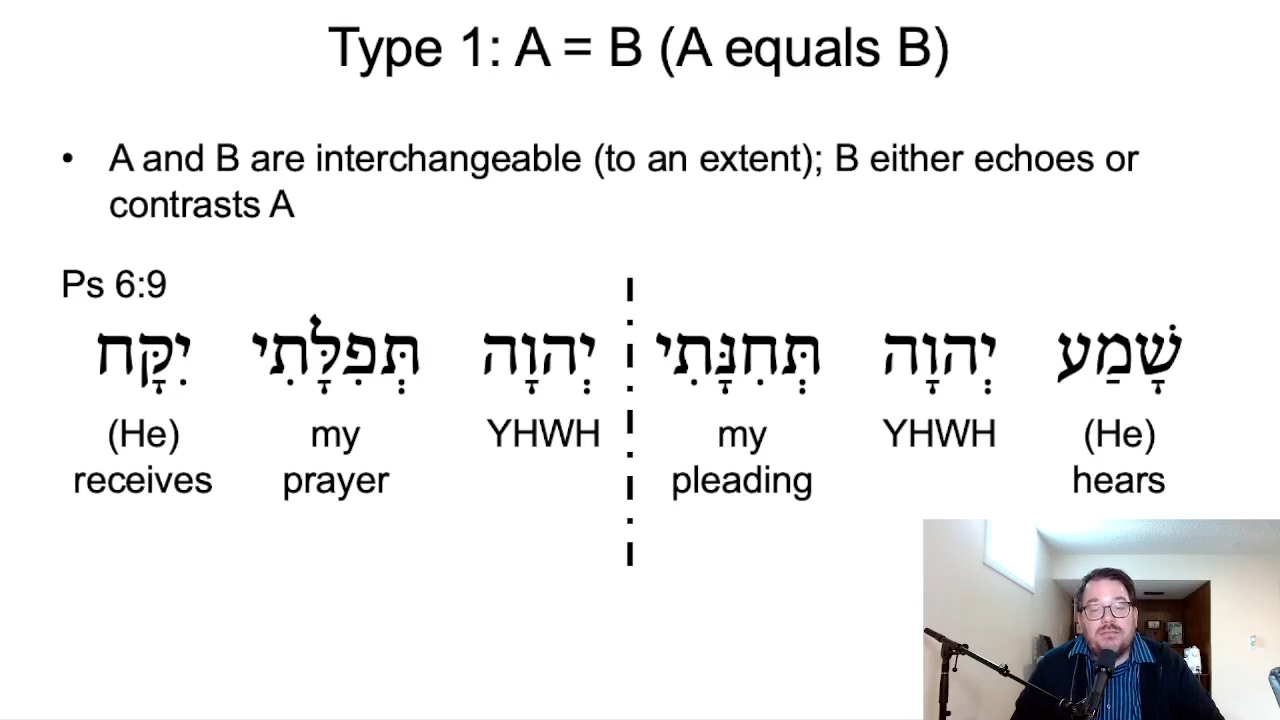 Type 1: A = B (A equals B)
• A and B are interchangeable (to an extent); B either echoes or
contrasts A
Ps 6:9
שָׁמַע יְהוָה תְּחִנָּתִי יְהוָה תְּפִלָּתִי יִקָּח
(He) my YHWH my YHWH (He)
receives prayer pleading hears